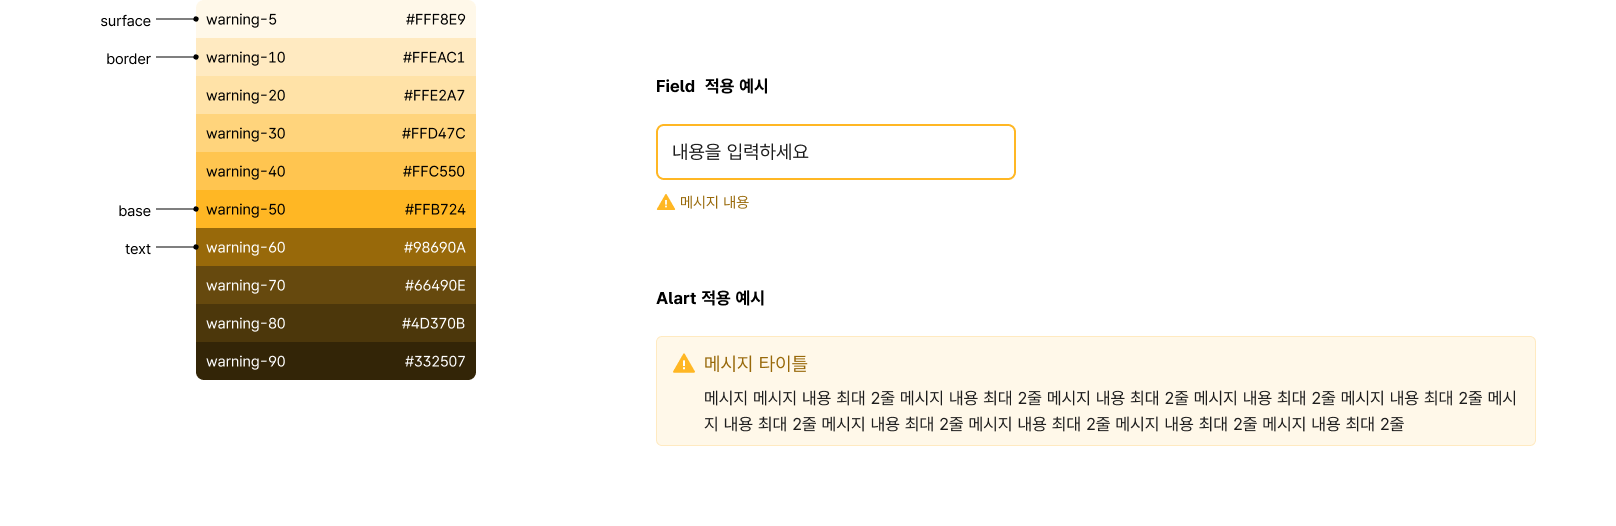 surface warning-5 #FFF8E9
border warning-10 #FFEAC1
warning-20 #FFE2A7
warning-30 #FFD47C
warning-40 #FFC550
base warning-50 #FFB724
text warning-60 #98690A
warning-70 #66490E
warning-80 #4D370B
warning-90 #332507
Field 적용 예시
내용을 입력하세요
메시지 내용
Alart 적용 예시
메시지 타이틀
메시지 메시지 내용 최대 2줄 메시지 내용 최대 2줄 메시지 내용 최대 2줄 메시지 내용 최대 2줄 메시지 내용 최대 2줄 메시
지 내용 최대 2줄 메시지 내용 최대 2줄 메시지 내용 최대 2줄 메시지 내용 최대 2줄 메시지 내용 최대 2줄